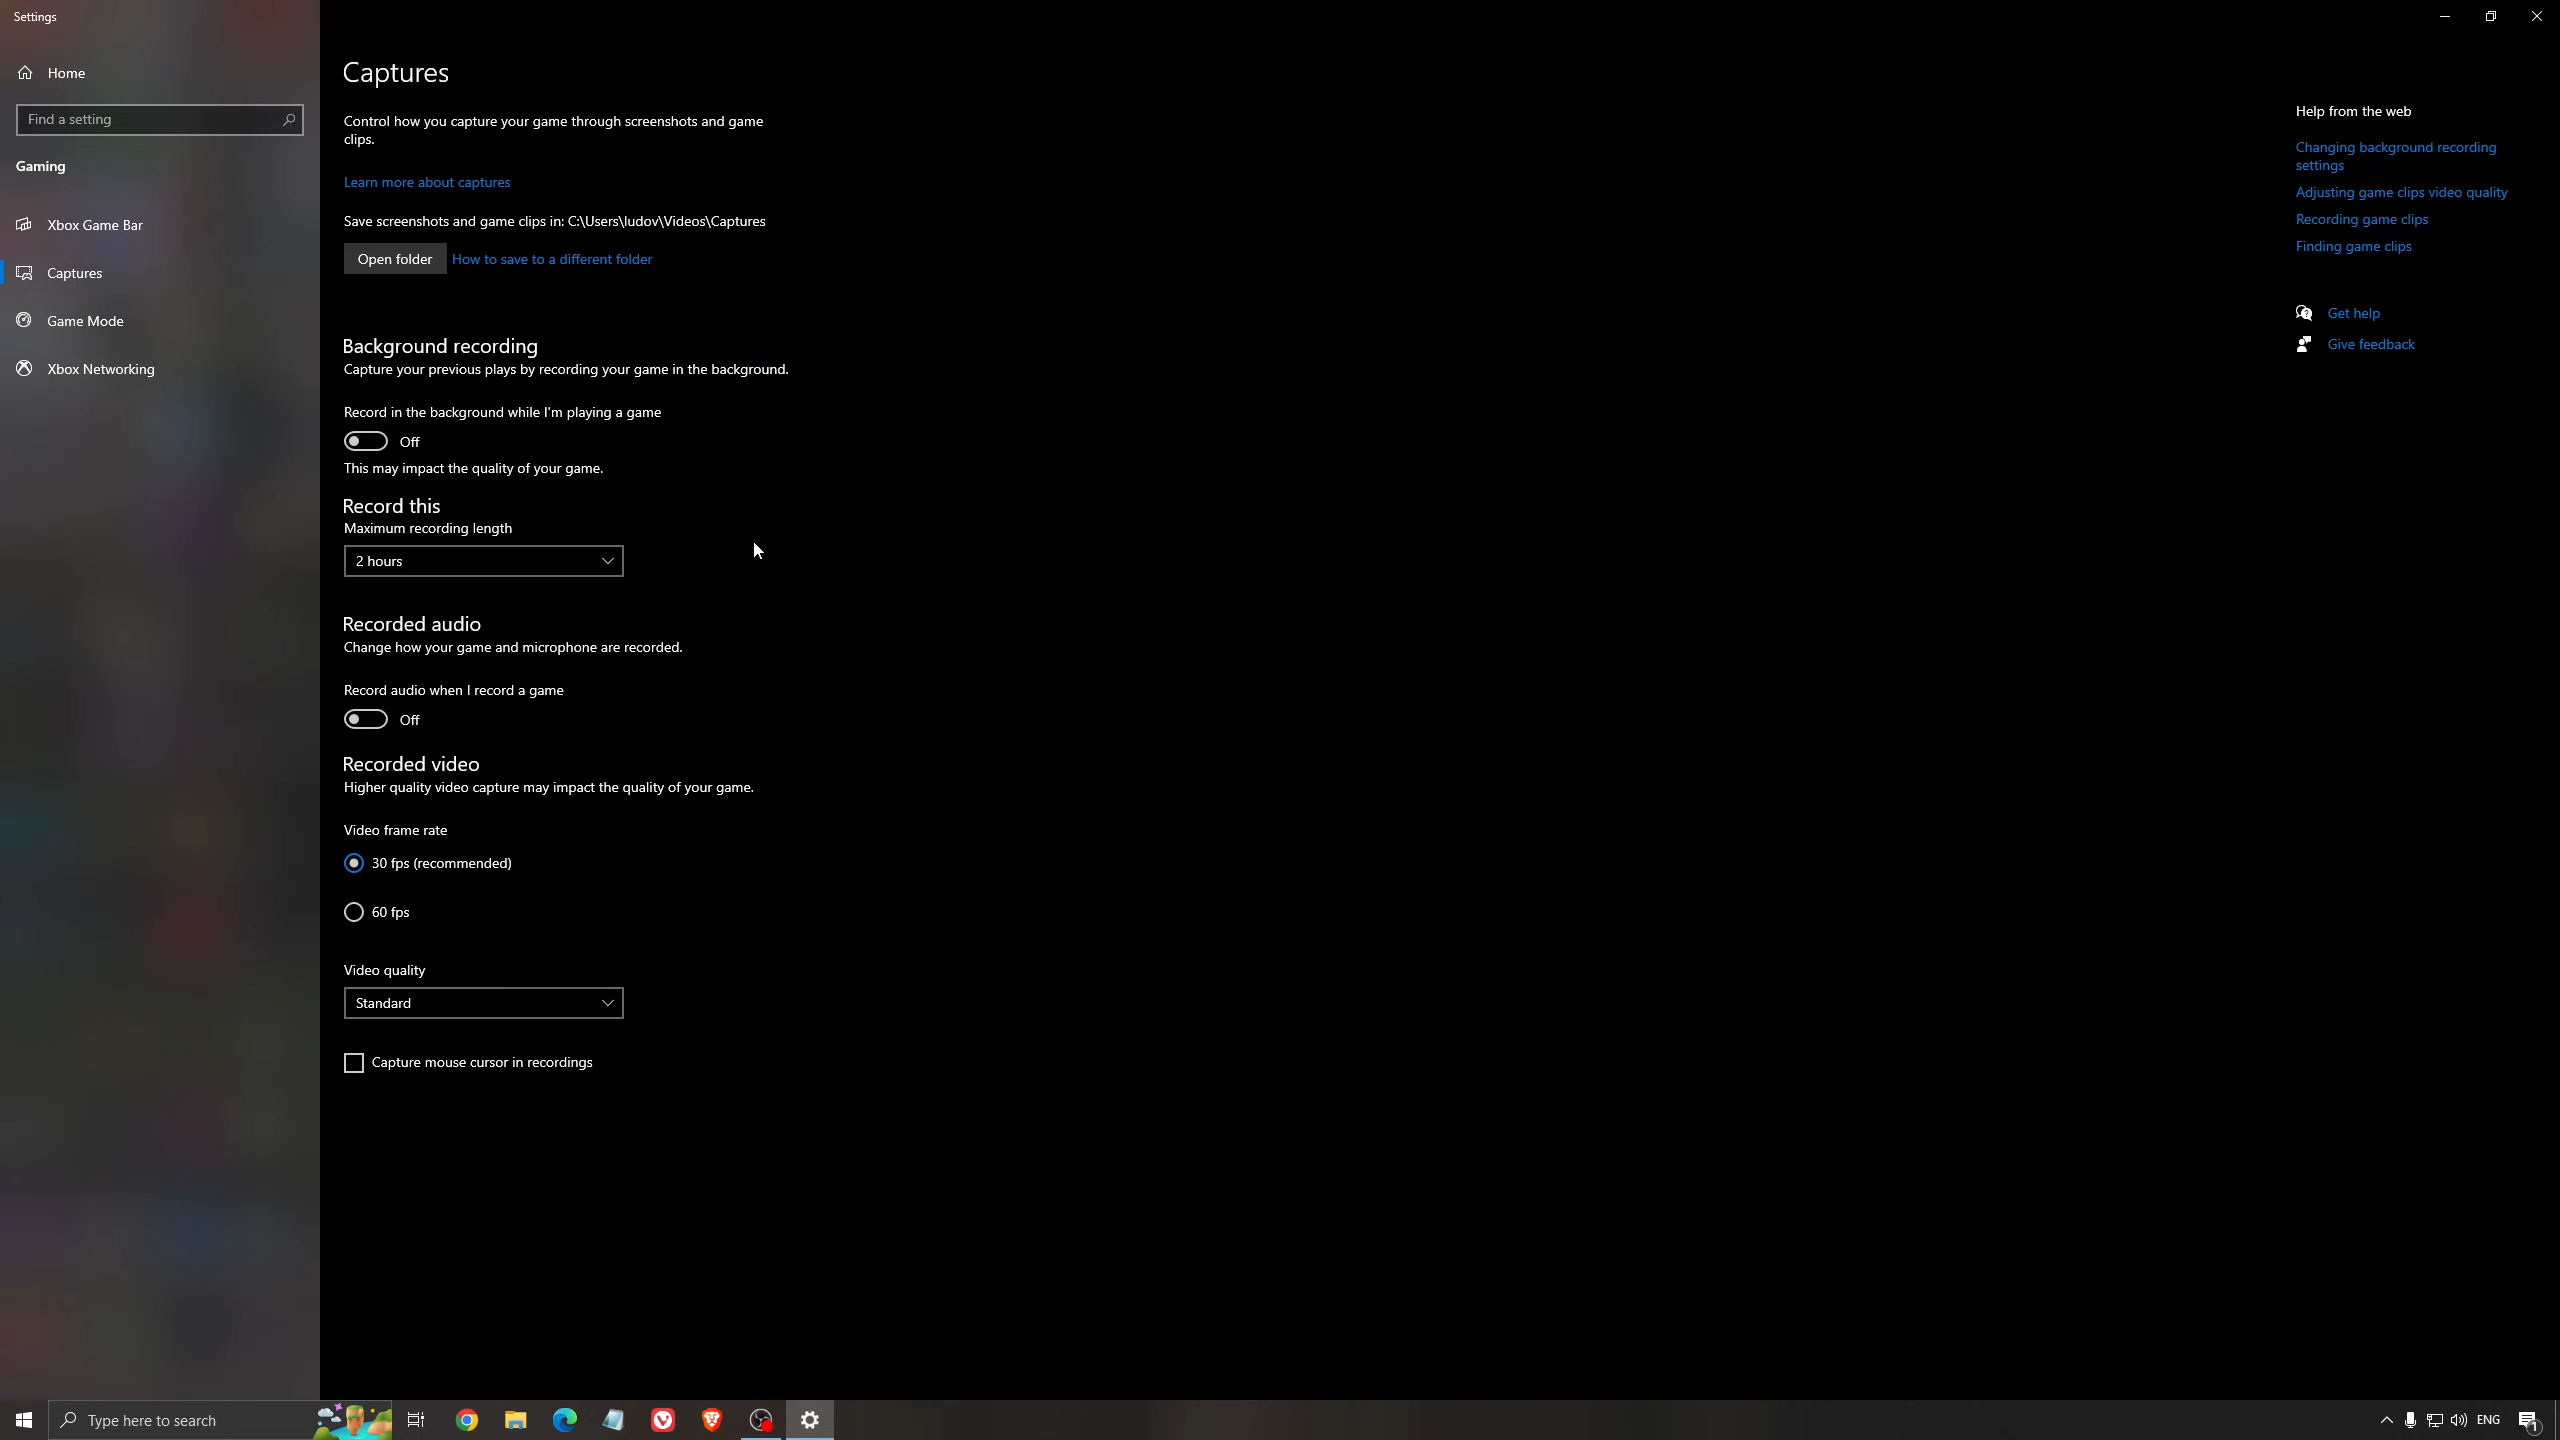 Settings
Home
Find a setting
Gaming
Xbox Game Bar
Captures
Game Mode
Xbox Networking
Captures
Control how you capture your game through screenshots and game
clips.
Learn more about captures
Save screenshots and game clips in: C:\Users\ludov\Videos\Captures
Open folder
How to save to a different folder
Background recording
Capture your previous plays by recording your game in the background.
Record in the background while I'm playing a game
Off
This may impact the quality of your game.
Record this
Maximum recording length
2 hours
Recorded audio
Change how your game and microphone are recorded.
Record audio when I record a game
Off
Recorded video
Higher quality video capture may impact the quality of your game.
Video frame rate
30 fps (recommended)
60 fps
Video quality
Standard
Capture mouse cursor in recordings
Help from the web
Changing background recording
settings
Adjusting game clips video quality
Recording game clips
Finding game clips
Get help
Give feedback
Type here to search
ENG
1